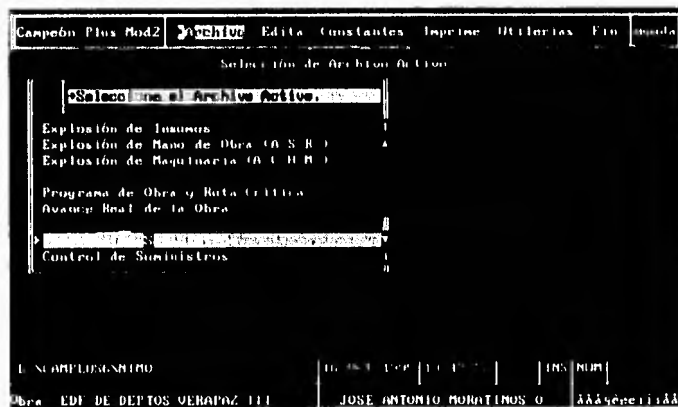 Campeón Plus Mod2 Archivo Edita Constantes Imprime Utilerias Fin
Selección de Archivo Activo
Seleccione el Archivo Activo.
Explosión de Insumos
Explosión de Mano de Obra (A S R )
Explosión de Maquinaria (A C H M )
Programa de Obra y Ruta Critica
Avance Real de la Obra
Control de Suministros
INS NUM
Obra EDF DE DEPTOS VERAPAZ III JOSE ANTONIO MORATINOS O